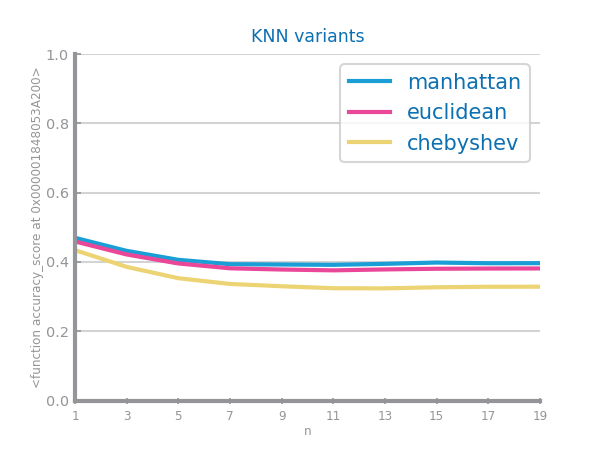 KNN variants
<function accuracy_score at 0x000001848053A200>
1.0
0.8
0.6
0.4
0.2
0.0
manhattan
euclidean
chebyshev
1 3 5 7 9 11 13 15 17 19
n